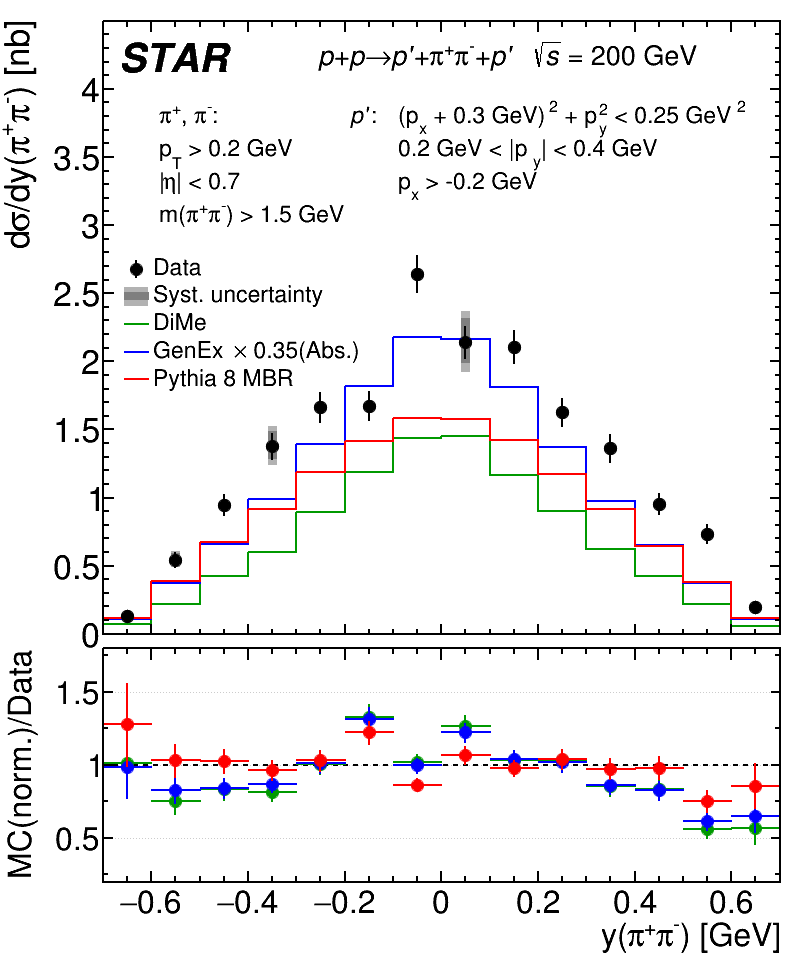 STAR p+p→p′+π⁺π⁻+p′ √s = 200 GeV
π⁺, π⁻: p′: (pₓ + 0.3 GeV)² + p_y² < 0.25 GeV²
p_T > 0.2 GeV 0.2 GeV < |p_y| < 0.4 GeV
|η| < 0.7 pₓ > -0.2 GeV
m(π⁺π⁻) > 1.5 GeV
Data
Syst. uncertainty
DiMe
GenEx × 0.35(Abs.)
Pythia 8 MBR
dσ/dy(π⁺π⁻) [nb]
4
3.5
3
2.5
2
1.5
1
0.5
0
MC(norm.)/Data
1.5
1
0.5
−0.6 −0.4 −0.2 0 0.2 0.4 0.6
y(π⁺π⁻) [GeV]